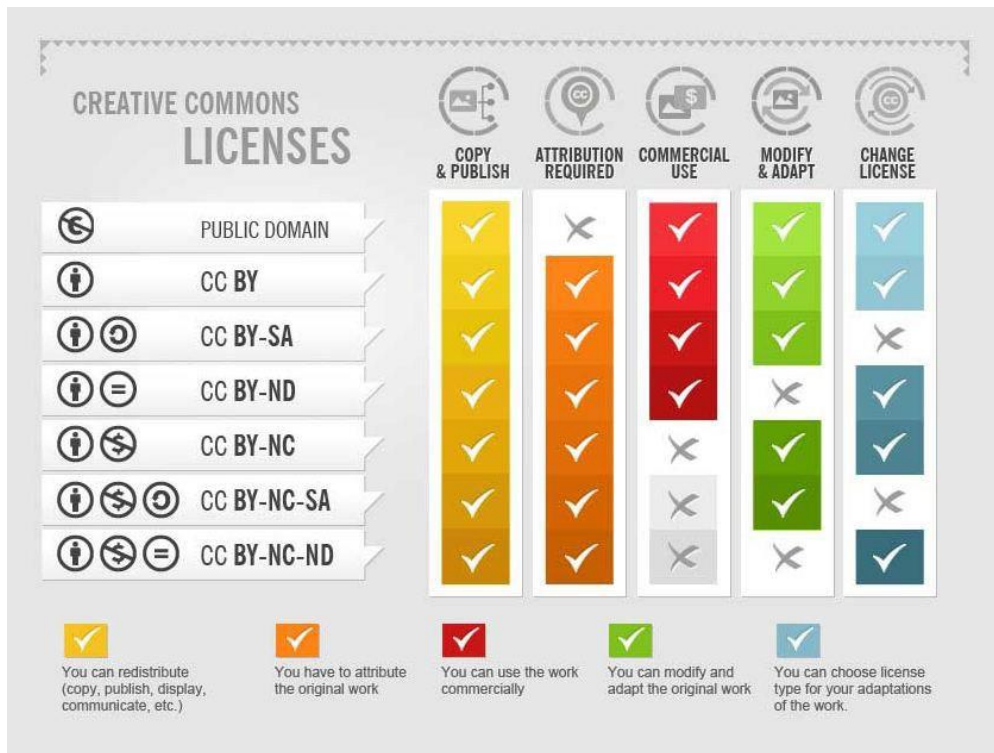 CREATIVE COMMONS
LICENSES
COPY
& PUBLISH
ATTRIBUTION
REQUIRED
COMMERCIAL
USE
MODIFY
& ADAPT
CHANGE
LICENSE
PUBLIC DOMAIN
CC BY
CC BY-SA
CC BY-ND
CC BY-NC
CC BY-NC-SA
CC BY-NC-ND
You can redistribute
(copy, publish, display,
communicate, etc.)
You have to attribute
the original work
You can use the work
commercially
You can modify and
adapt the original work
You can choose license
type for your adaptations
of the work.